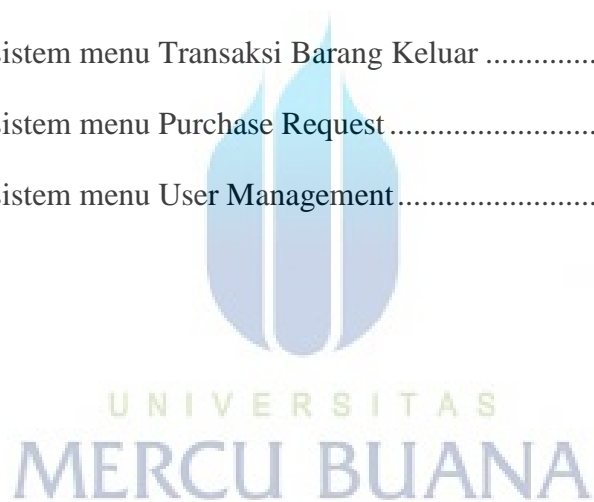 sistem menu Transaksi Barang Keluar ..............
sistem menu Purchase Request ..........................
sistem menu User Management .........................
UNIVERSITAS
MERCU BUANA